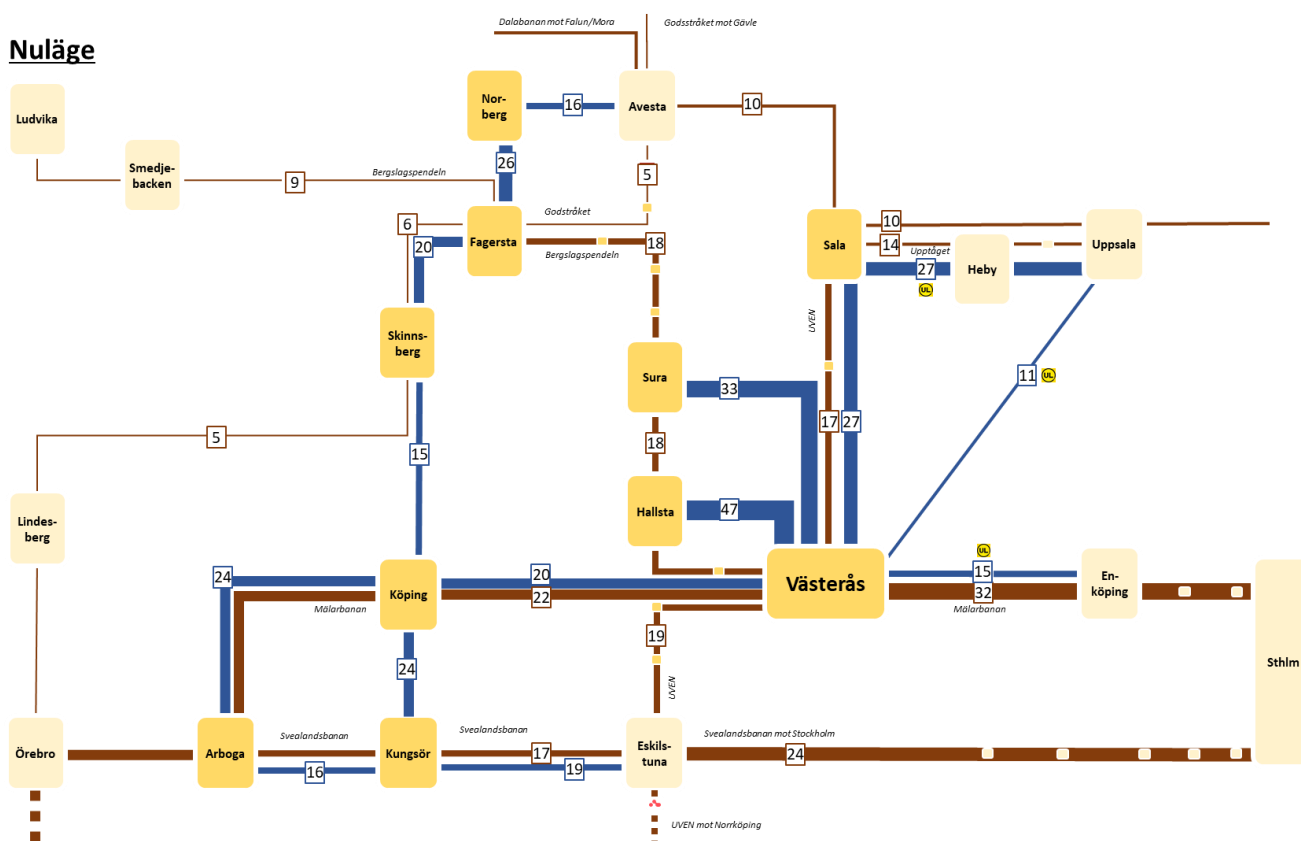 Dalabanan mot Falun/Mora
Godsstråket mot Gävle
Nuläge
Nor-
berg
16
Avesta
10
Ludvika
Smedje-
backen
9
Bergslagspendeln
26
5
6
Godstråket
20
Fagersta
18
Bergslagspendeln
Sala
10
14
Upptåget
27
UL
Heby
Uppsala
UVEN
Skinns-
berg
Sura
33
11
UL
17
27
5
15
18
Lindes-
berg
Hallsta
47
UL
24
Köping
20
22
Mälarbanan
Västerås
15
32
Mälarbanan
En-
köping
19
24
UVEN
Sthlm
Örebro
Arboga
Svealandsbanan
16
Kungsör
Svealandsbanan
17
19
Eskils-
tuna
Svealandsbanan mot Stockholm
24
UVEN mot Norrköping